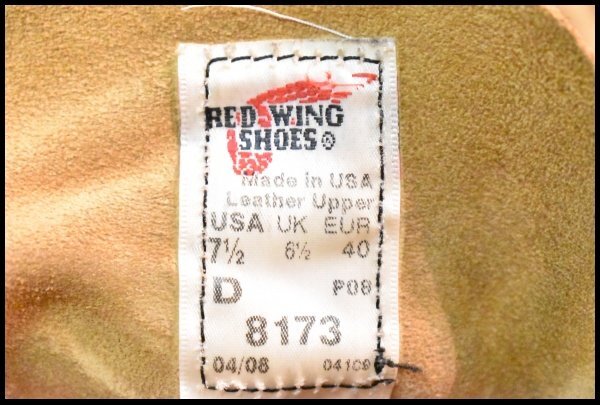 RED WING
SHOES®
Made in USA
Leather Upper
USA UK EUR
7½ 6½ 40
D P08
8173
04/08 04109